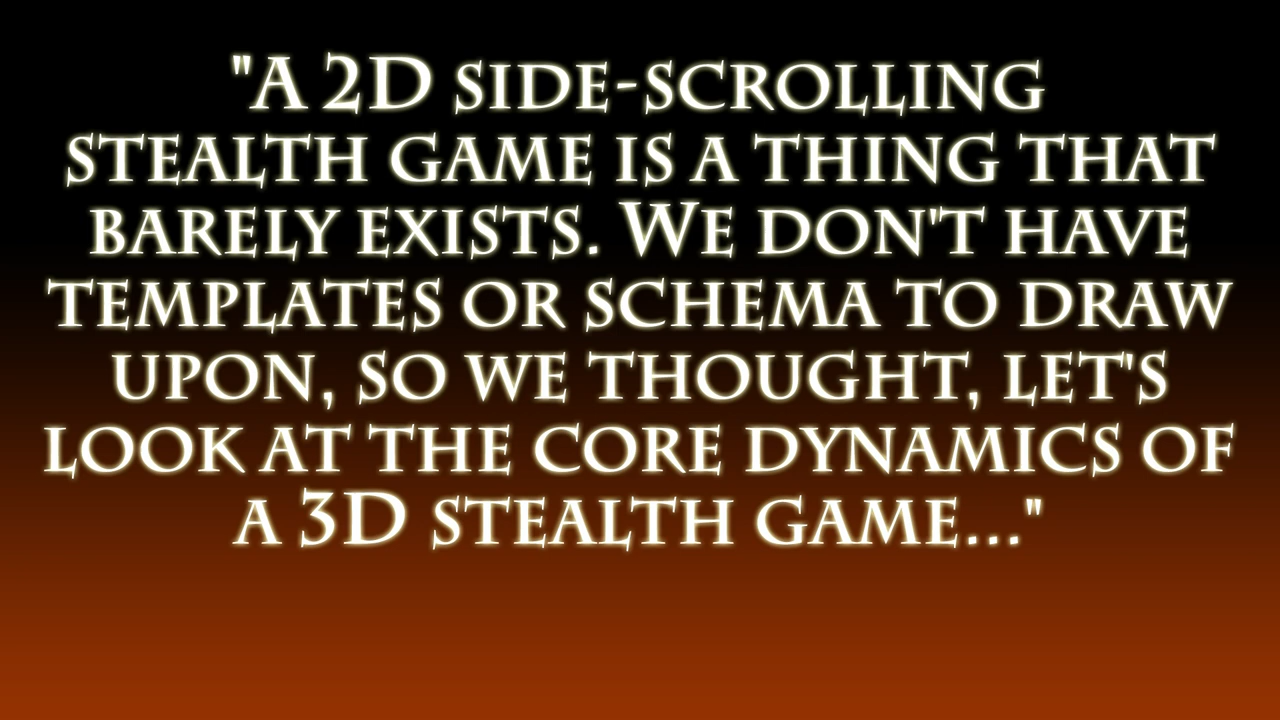 "A 2D SIDE-SCROLLING
STEALTH GAME IS A THING THAT
BARELY EXISTS. WE DON'T HAVE
TEMPLATES OR SCHEMA TO DRAW
UPON, SO WE THOUGHT, LET'S
LOOK AT THE CORE DYNAMICS OF
A 3D STEALTH GAME..."